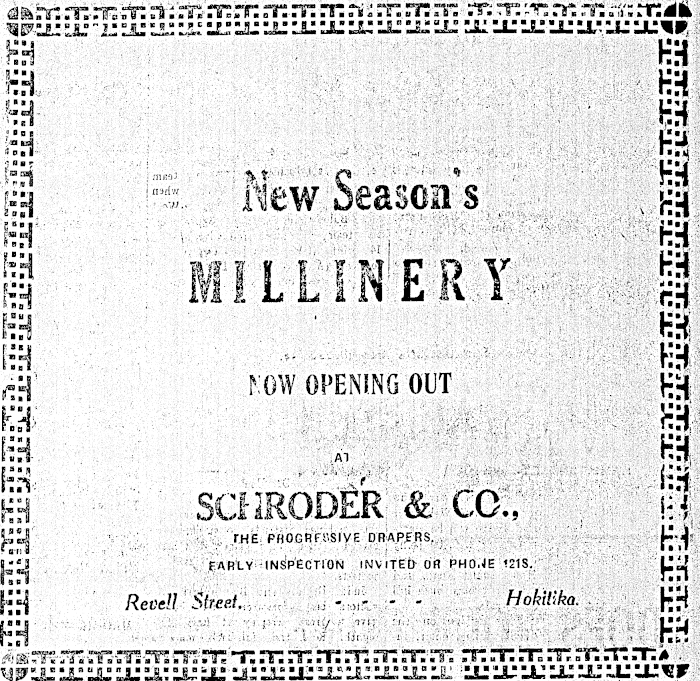 New Season's
MILLINERY
NOW OPENING OUT
AT
SCHRODER & CO.,
THE PROGRESSIVE DRAPERS.
EARLY INSPECTION INVITED OR PHONE 121S.
Revell Street. - - - - - Hokitika.